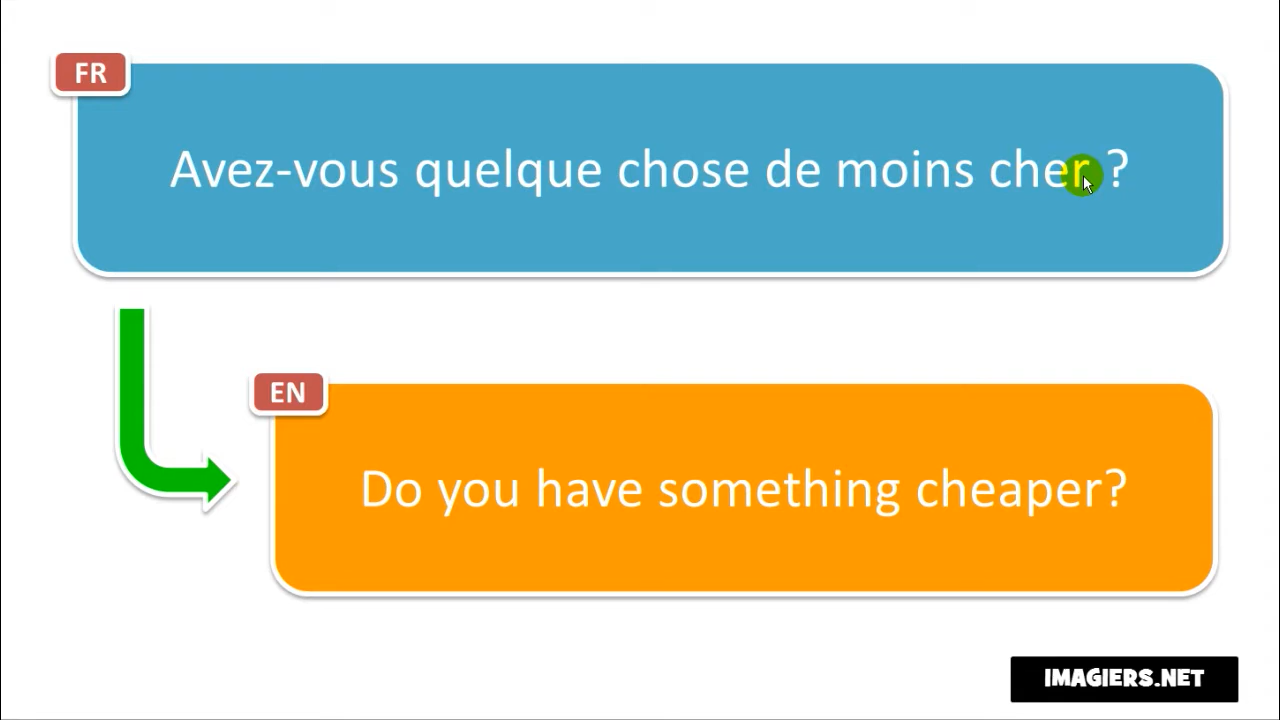 FR
Avez-vous quelque chose de moins cher ?
EN
Do you have something cheaper?
IMAGIERS.NET